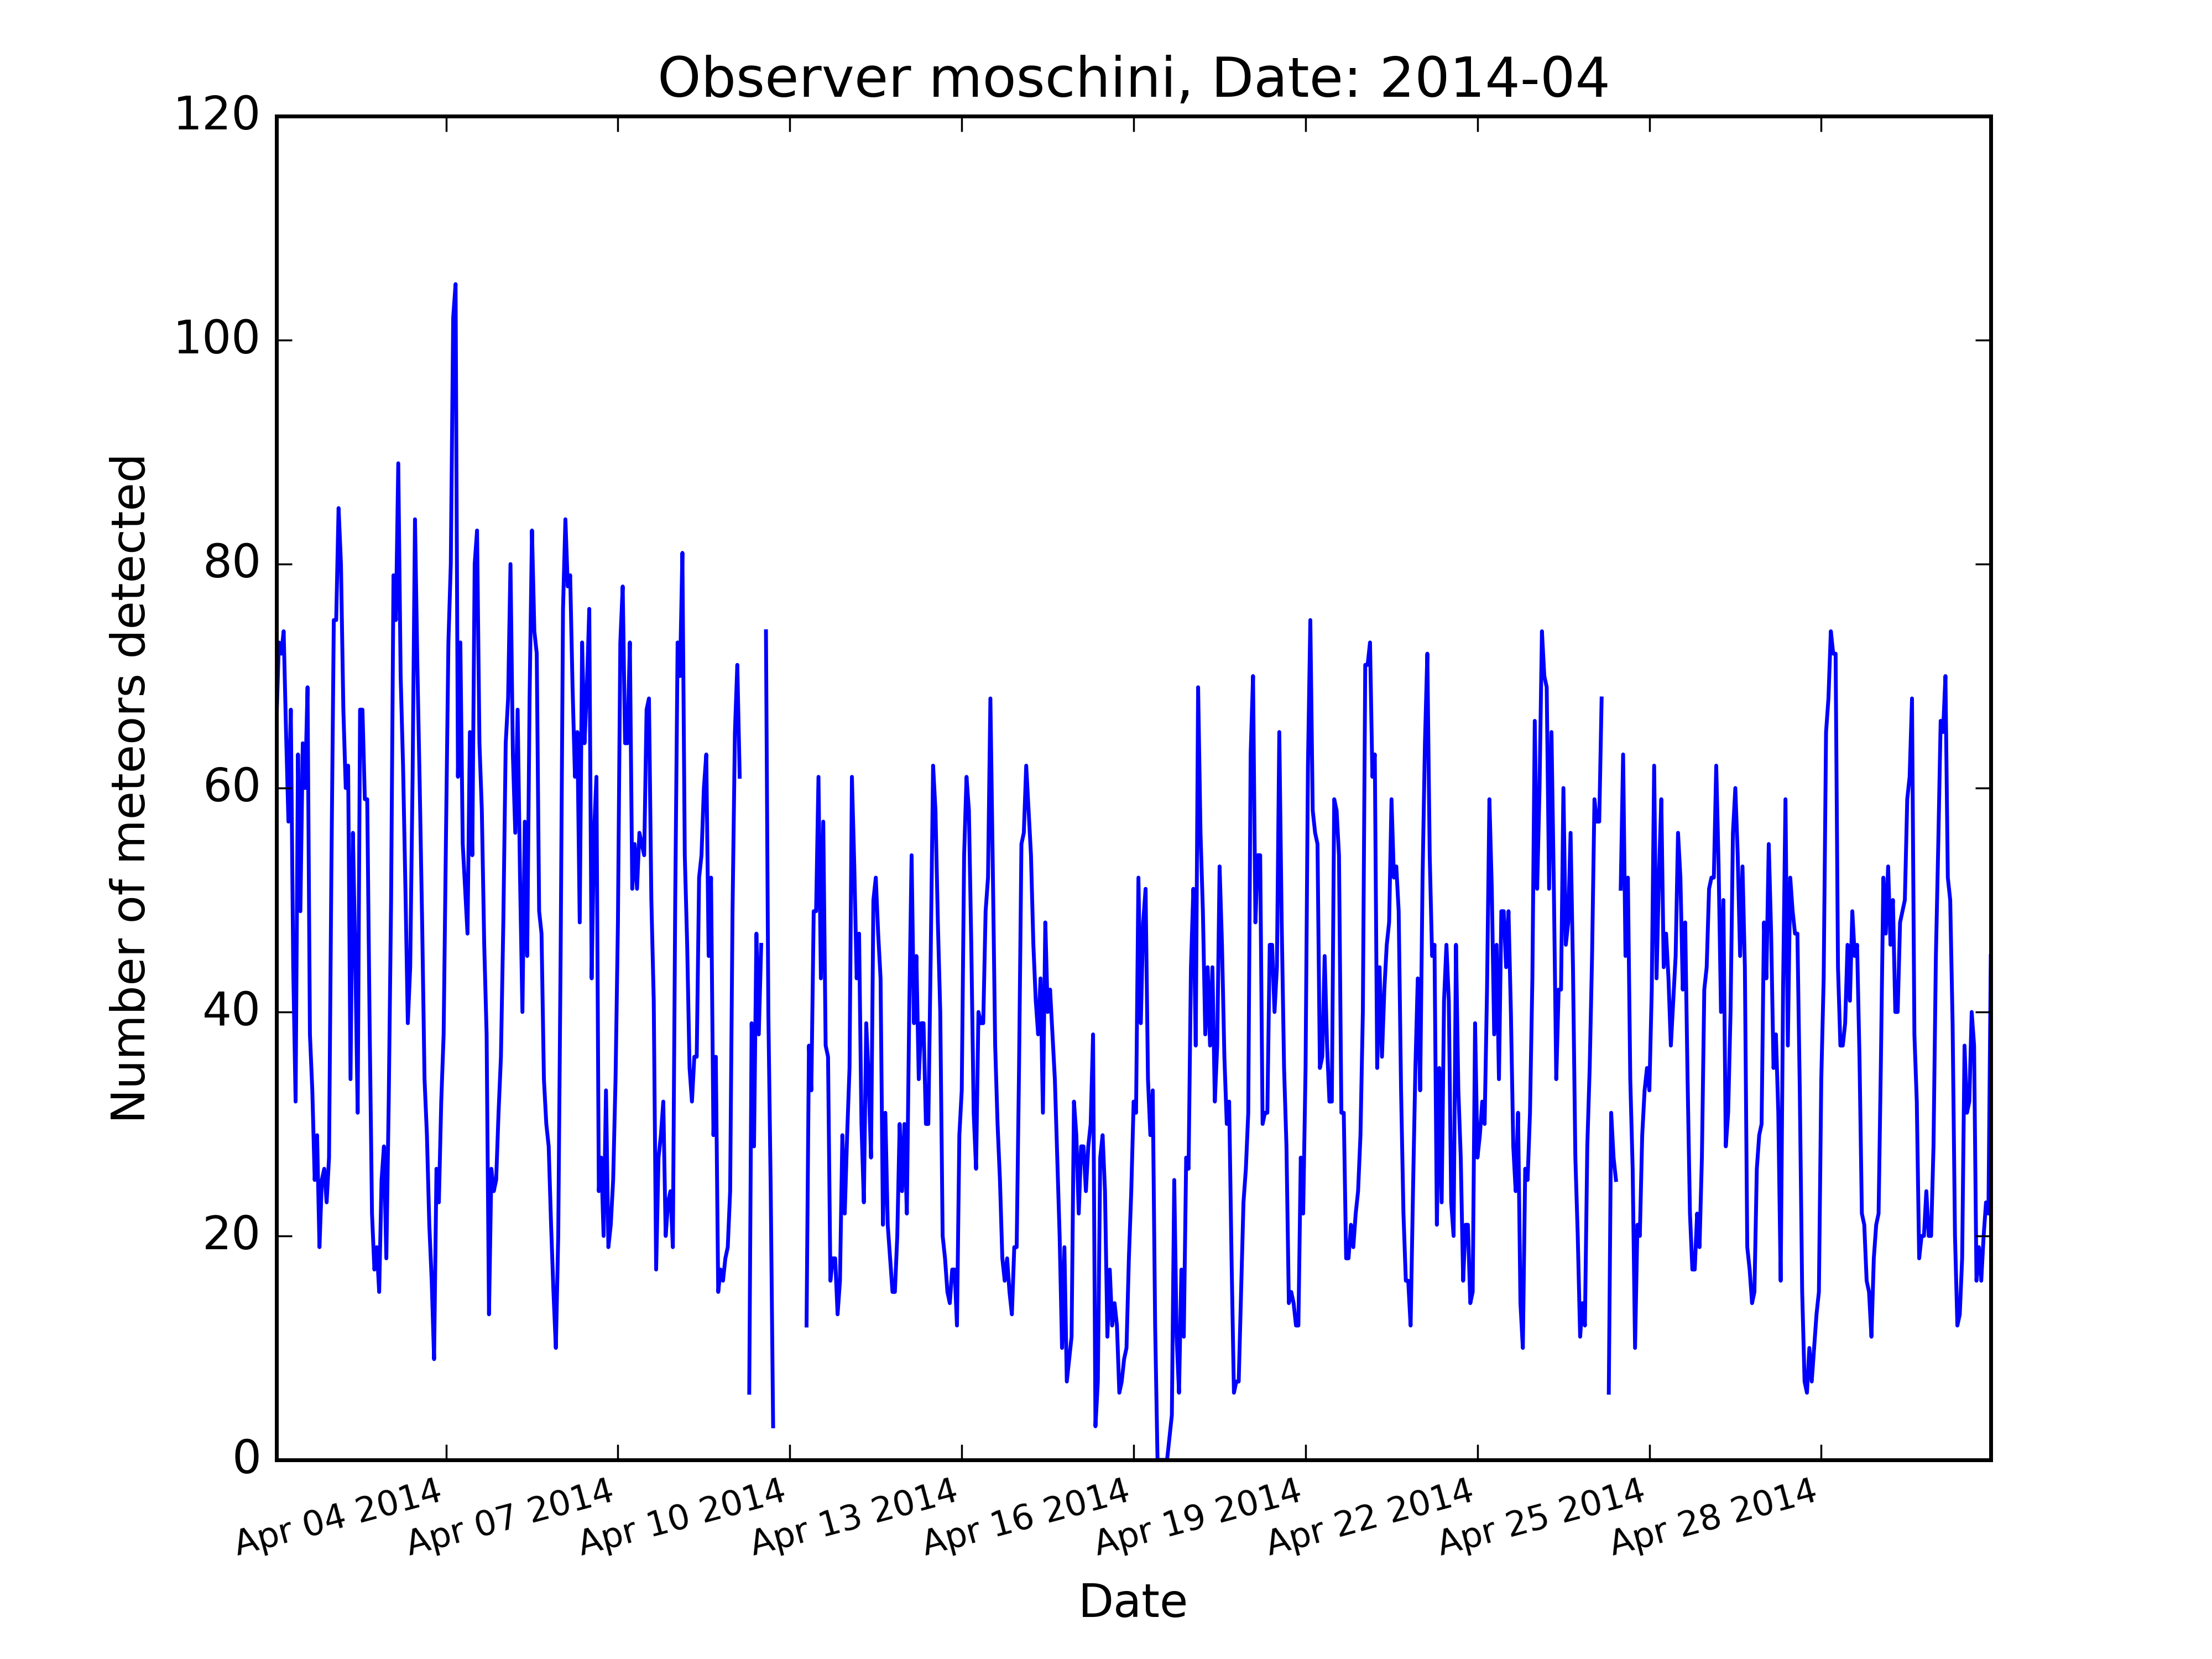 Observer moschini, Date: 2014-04
120
100
80
60
40
20
0
Number of meteors detected
Apr 04 2014
Apr 07 2014
Apr 10 2014
Apr 13 2014
Apr 16 2014
Apr 19 2014
Apr 22 2014
Apr 25 2014
Apr 28 2014
Date